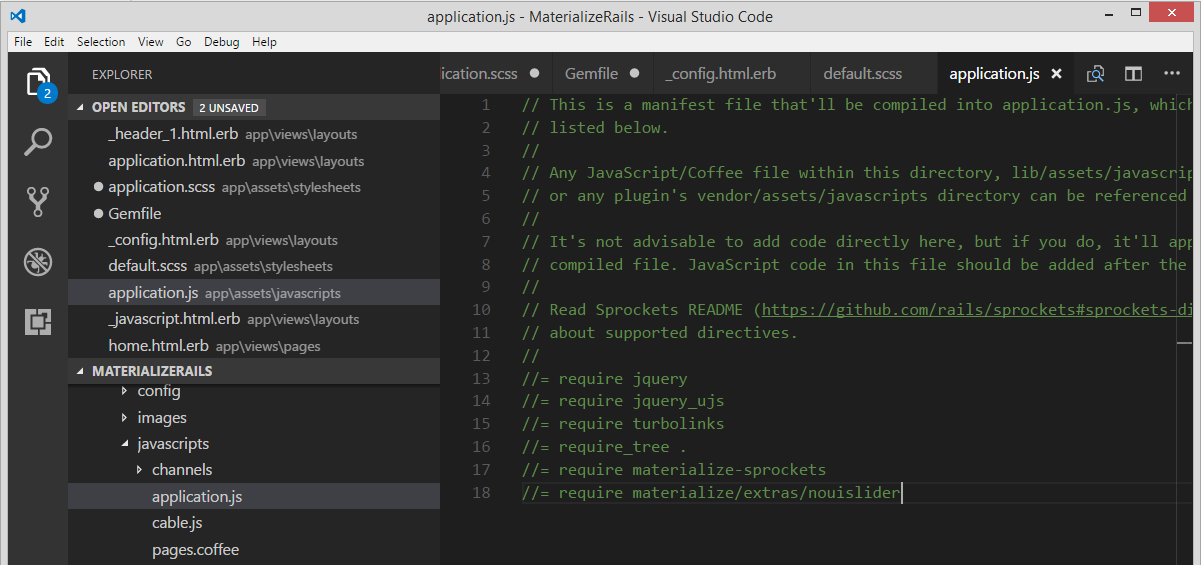 application.js - MaterializeRails - Visual Studio Code
File Edit Selection View Go Debug Help
2
EXPLORER
OPEN EDITORS 2 UNSAVED
_header_1.html.erb app\views\layouts
application.html.erb app\views\layouts
application.scss app\assets\stylesheets
Gemfile
_config.html.erb app\views\layouts
default.scss app\assets\stylesheets
application.js app\assets\javascripts
_javascript.html.erb app\views\layouts
home.html.erb app\views\pages
MATERIALIZERAILS
config
images
javascripts
channels
application.js
cable.js
pages.coffee
ication.scss Gemfile _config.html.erb default.scss application.js
1 // This is a manifest file that'll be compiled into application.js, which
2 // listed below.
3 //
4 // Any JavaScript/Coffee file within this directory, lib/assets/javascrip
5 // or any plugin's vendor/assets/javascripts directory can be referenced
6 //
7 // It's not advisable to add code directly here, but if you do, it'll app
8 // compiled file. JavaScript code in this file should be added after the
9 //
10 // Read Sprockets README (https://github.com/rails/sprockets#sprockets-di
11 // about supported directives.
12 //
13 //= require jquery
14 //= require jquery_ujs
15 //= require turbolinks
16 //= require_tree .
17 //= require materialize-sprockets
18 //= require materialize/extras/nouislider